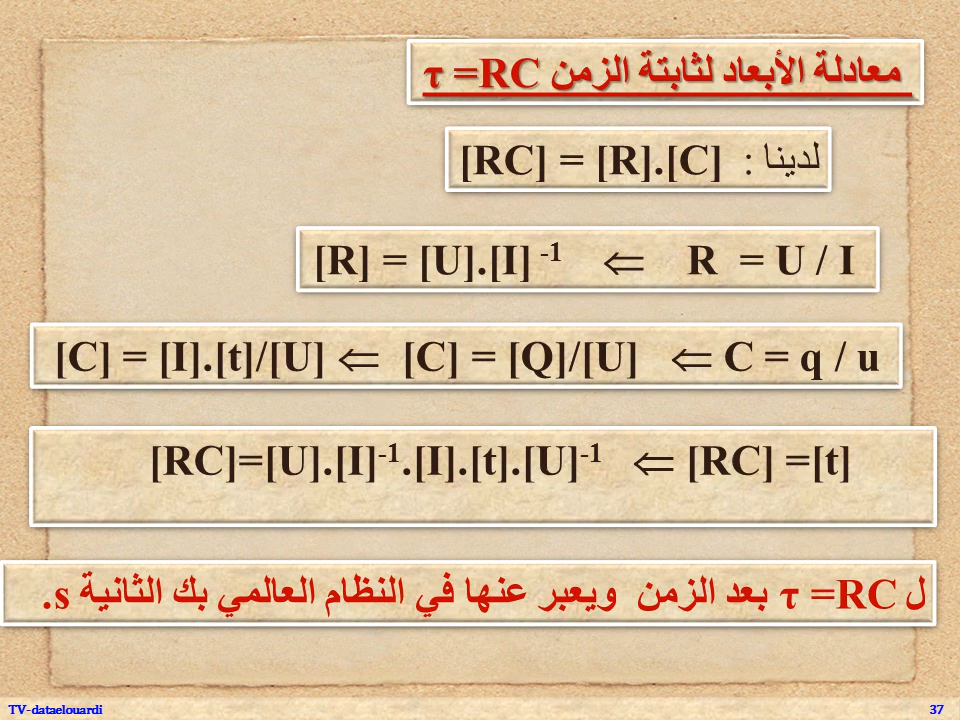 معادلة الأبعاد لثابتة الزمن τ =RC
لدينا : [RC] = [R].[C]
[R] = [U].[I] -1 ⇐ R = U / I
[C] = [I].[t]/[U] ⇐ [C] = [Q]/[U] ⇐ C = q / u
[RC]=[U].[I]-1.[I].[t].[U]-1 ⇐ [RC] =[t]
ل τ =RC بعد الزمن ويعبر عنها في النظام العالمي بك الثانية s.
TV-dataelouardi 37